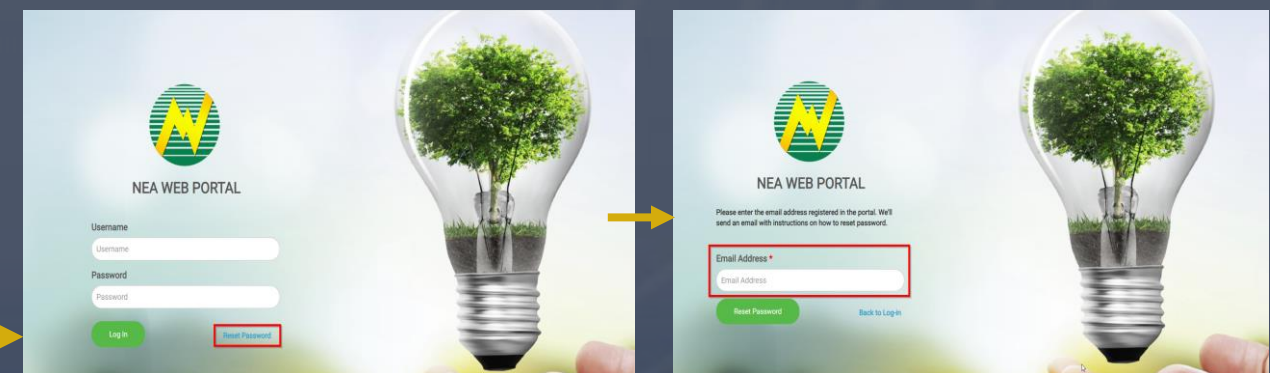 NEA WEB PORTAL
Username
Username
Password
Password
Log In
Reset Password
NEA WEB PORTAL
Please enter the email address registered in the portal. We'll
send an email with instructions on how to reset password.
Email Address *
Email Address
Reset Password
Back to Log-in